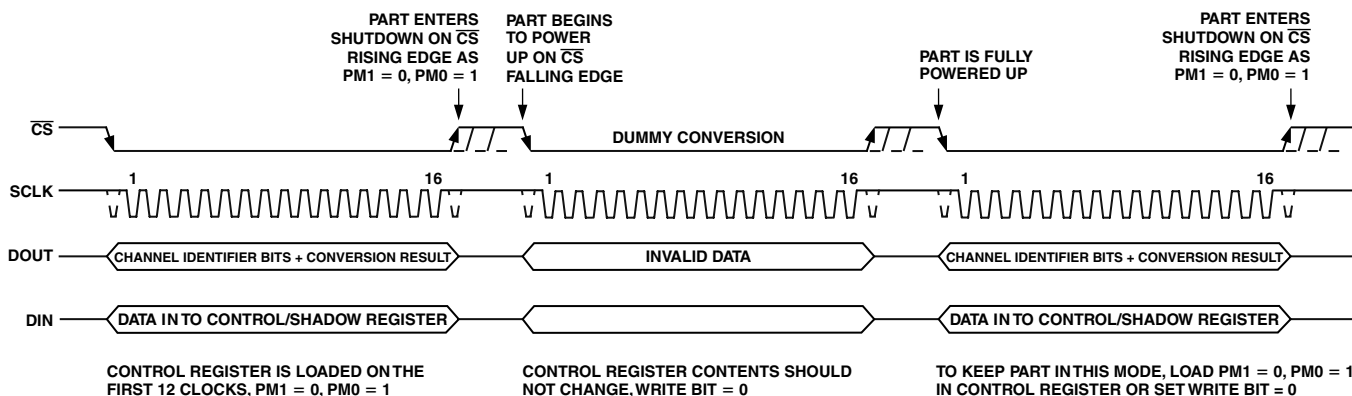 PART ENTERS
SHUTDOWN ON CS
RISING EDGE AS
PM1 = 0, PM0 = 1
PART BEGINS
TO POWER
UP ON CS
FALLING EDGE
PART IS FULLY
POWERED UP
PART ENTERS
SHUTDOWN ON CS
RISING EDGE AS
PM1 = 0, PM0 = 1
CS
DUMMY CONVERSION
SCLK
1 16 1 16 1 16
DOUT
CHANNEL IDENTIFIER BITS + CONVERSION RESULT
INVALID DATA
CHANNEL IDENTIFIER BITS + CONVERSION RESULT
DIN
DATA IN TO CONTROL/SHADOW REGISTER
DATA IN TO CONTROL/SHADOW REGISTER
CONTROL REGISTER IS LOADED ON THE
FIRST 12 CLOCKS, PM1 = 0, PM0 = 1
CONTROL REGISTER CONTENTS SHOULD
NOT CHANGE, WRITE BIT = 0
TO KEEP PART IN THIS MODE, LOAD PM1 = 0, PM0 = 1
IN CONTROL REGISTER OR SET WRITE BIT = 0